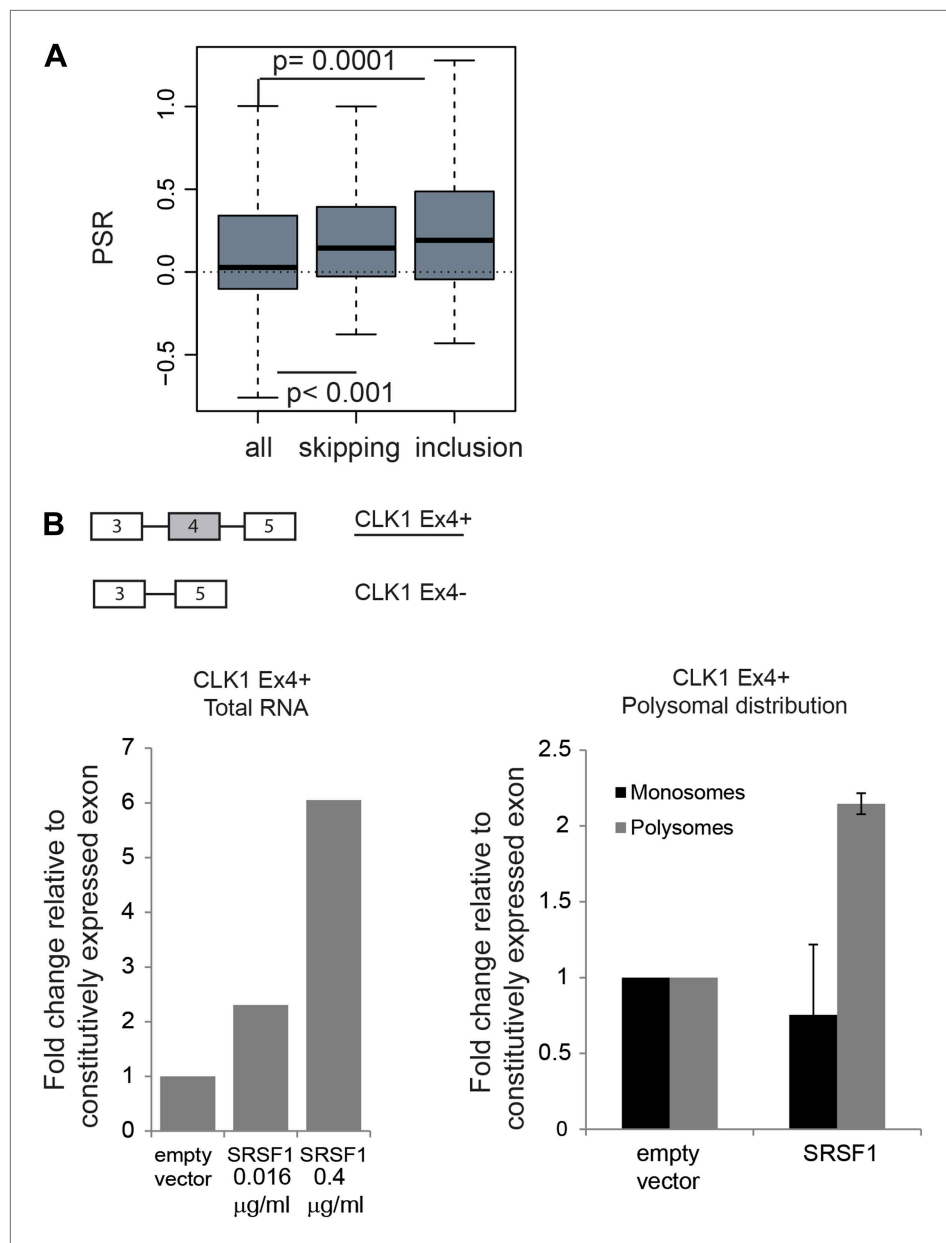 A
p= 0.0001
1.0
0.5
0.0
−0.5
PSR
p< 0.001
all skipping inclusion
B
3 4 5 CLK1 Ex4+
3 5 CLK1 Ex4-
CLK1 Ex4+
Total RNA
Fold change relative to
constitutively expressed exon
7
6
5
4
3
2
1
0
empty
vector
SRSF1
0.016
µg/ml
SRSF1
0.4
µg/ml
CLK1 Ex4+
Polysomal distribution
Fold change relative to
constitutively expressed exon
2.5
2
1.5
1
0.5
0
Monosomes
Polysomes
empty
vector
SRSF1